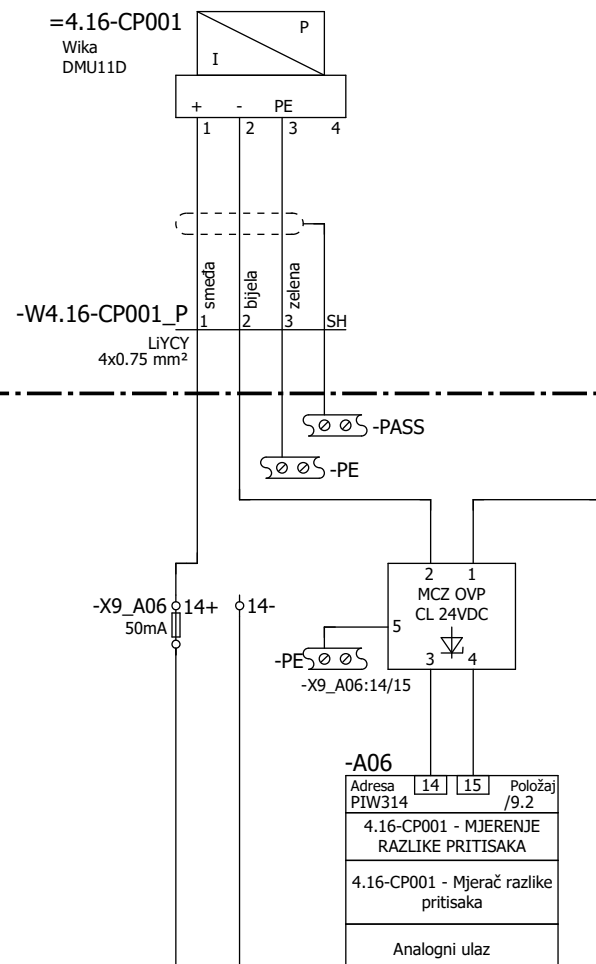 =4.16-CP001
Wika
DMU11D
P
I
+ - PE
1 2 3 4
smeđa
bijela
zelena
-W4.16-CP001_P
1 2 3 SH
LiYCY
4x0.75 mm²
-PASS
-PE
2 1
MCZ OVP
CL 24VDC
5
3 4
-X9_A06 14+ 14-
50mA
-PE
-X9_A06:14/15
-A06
Adresa 14 15 Položaj
PIW314 /9.2
4.16-CP001 - MJERENJE
RAZLIKE PRITISAKA
4.16-CP001 - Mjerač razlike
pritisaka
Analogni ulaz